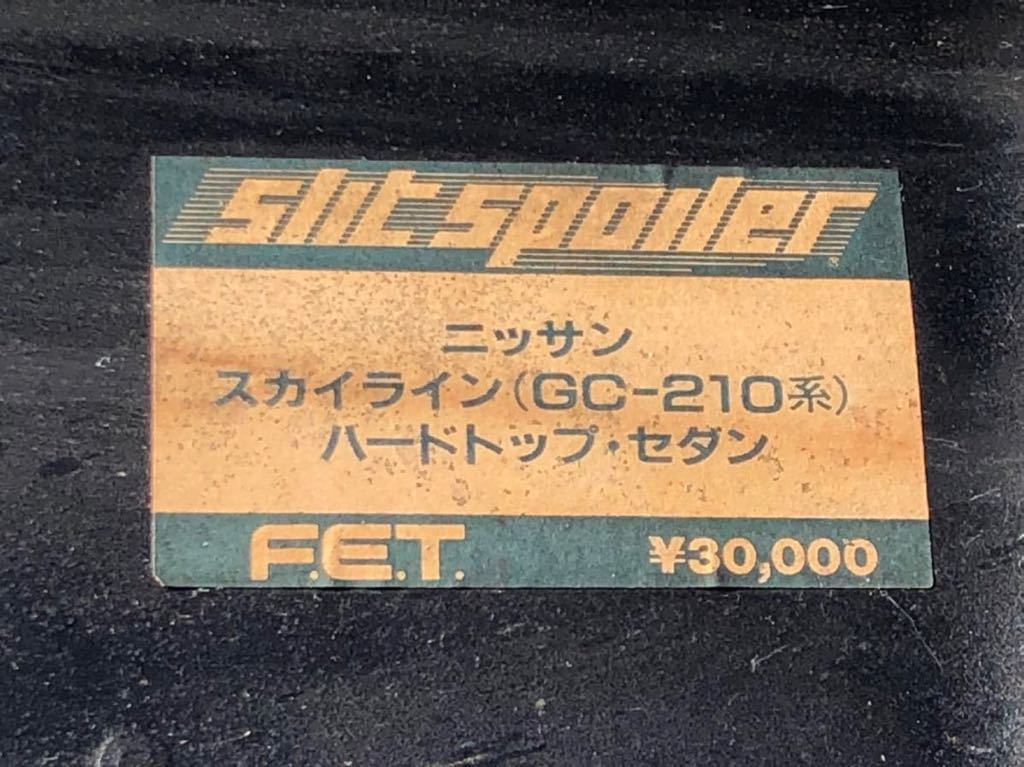 slit spoiler®
ニッサン
スカイライン(GC-210系)
ハードトップ・セダン
F.E.T. ¥30,000